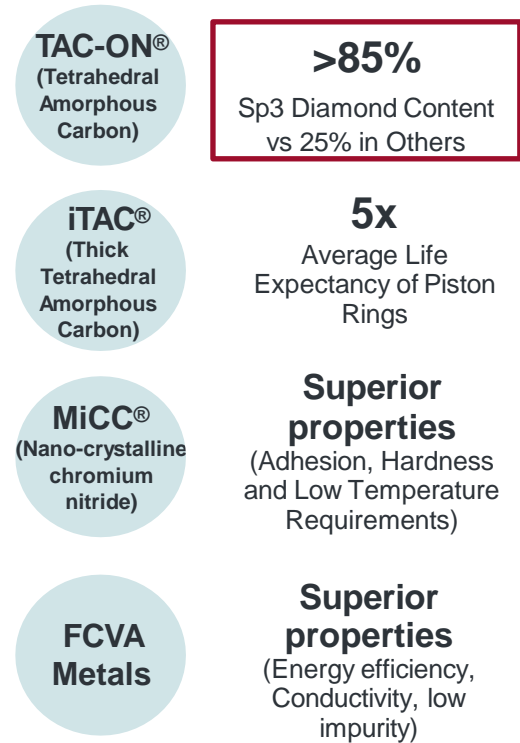 TAC-ON®
(Tetrahedral
Amorphous
Carbon)
>85%
Sp3 Diamond Content
vs 25% in Others
iTAC®
(Thick
Tetrahedral
Amorphous
Carbon)
5x
Average Life
Expectancy of Piston
Rings
MiCC®
(Nano-crystalline
chromium
nitride)
Superior
properties
(Adhesion, Hardness
and Low Temperature
Requirements)
FCVA
Metals
Superior
properties
(Energy efficiency,
Conductivity, low
impurity)